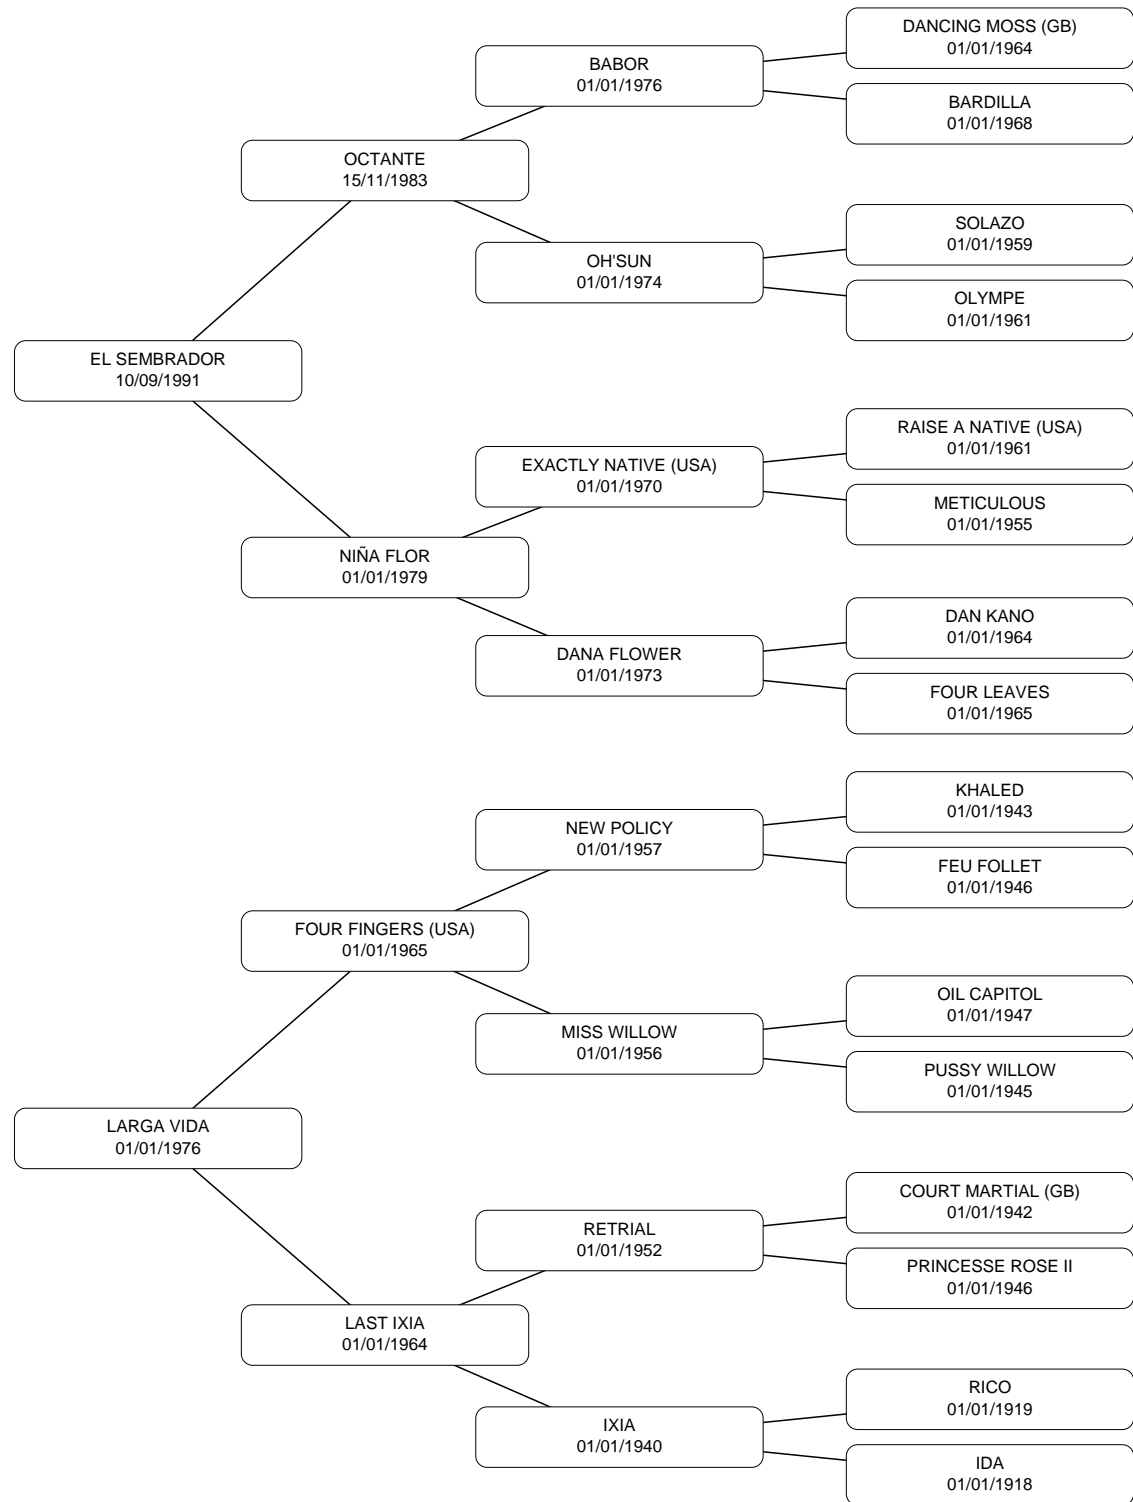 DANCING MOSS (GB)
01/01/1964
BABOR
01/01/1976
BARDILLA
01/01/1968
OCTANTE
15/11/1983
SOLAZO
01/01/1959
OH'SUN
01/01/1974
OLYMPE
01/01/1961
EL SEMBRADOR
10/09/1991
RAISE A NATIVE (USA)
01/01/1961
EXACTLY NATIVE (USA)
01/01/1970
METICULOUS
01/01/1955
NIÑA FLOR
01/01/1979
DAN KANO
01/01/1964
DANA FLOWER
01/01/1973
FOUR LEAVES
01/01/1965
KHALED
01/01/1943
NEW POLICY
01/01/1957
FEU FOLLET
01/01/1946
FOUR FINGERS (USA)
01/01/1965
OIL CAPITOL
01/01/1947
MISS WILLOW
01/01/1956
PUSSY WILLOW
01/01/1945
LARGA VIDA
01/01/1976
COURT MARTIAL (GB)
01/01/1942
RETRIAL
01/01/1952
PRINCESSE ROSE II
01/01/1946
LAST IXIA
01/01/1964
RICO
01/01/1919
IXIA
01/01/1940
IDA
01/01/1918